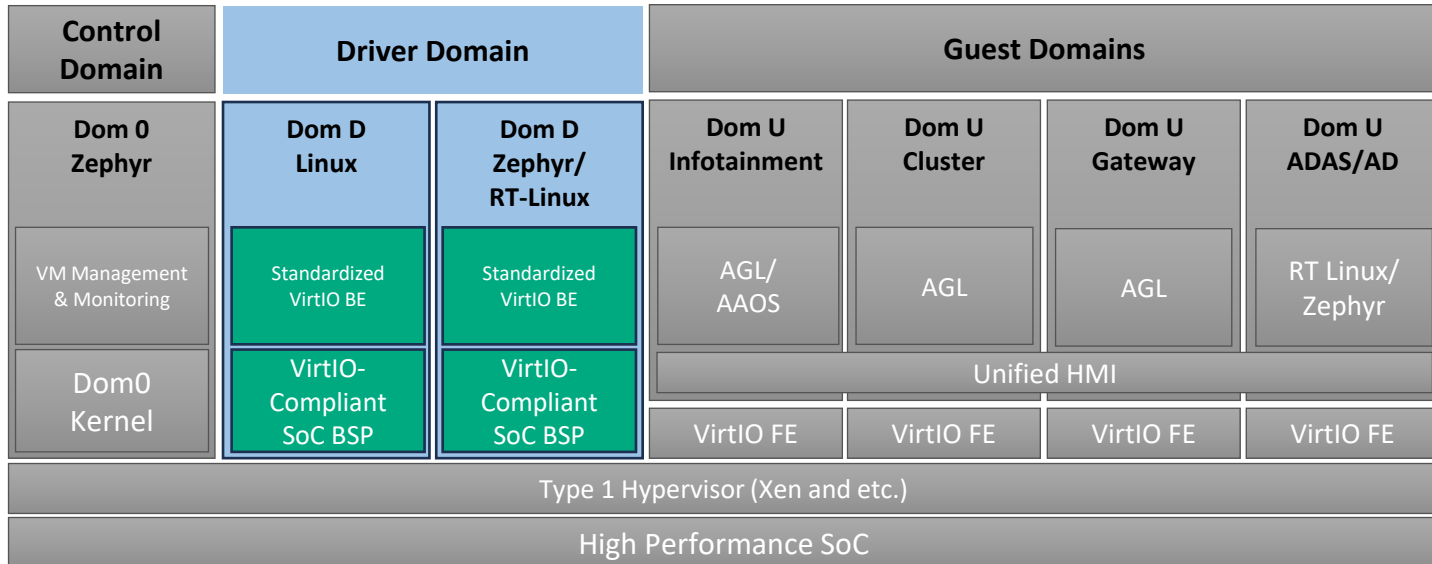 Control
Domain
Driver Domain
Guest Domains
Dom 0
Zephyr
Dom D
Linux
Dom D
Zephyr/
RT-Linux
Dom U
Infotainment
Dom U
Cluster
Dom U
Gateway
Dom U
ADAS/AD
VM Management
& Monitoring
Standardized
VirtIO BE
Standardized
VirtIO BE
AGL/
AAOS
AGL
AGL
RT Linux/
Zephyr
Dom0
Kernel
VirtIO-
Compliant
SoC BSP
VirtIO-
Compliant
SoC BSP
Unified HMI
VirtIO FE
VirtIO FE
VirtIO FE
VirtIO FE
Type 1 Hypervisor (Xen and etc.)
High Performance SoC